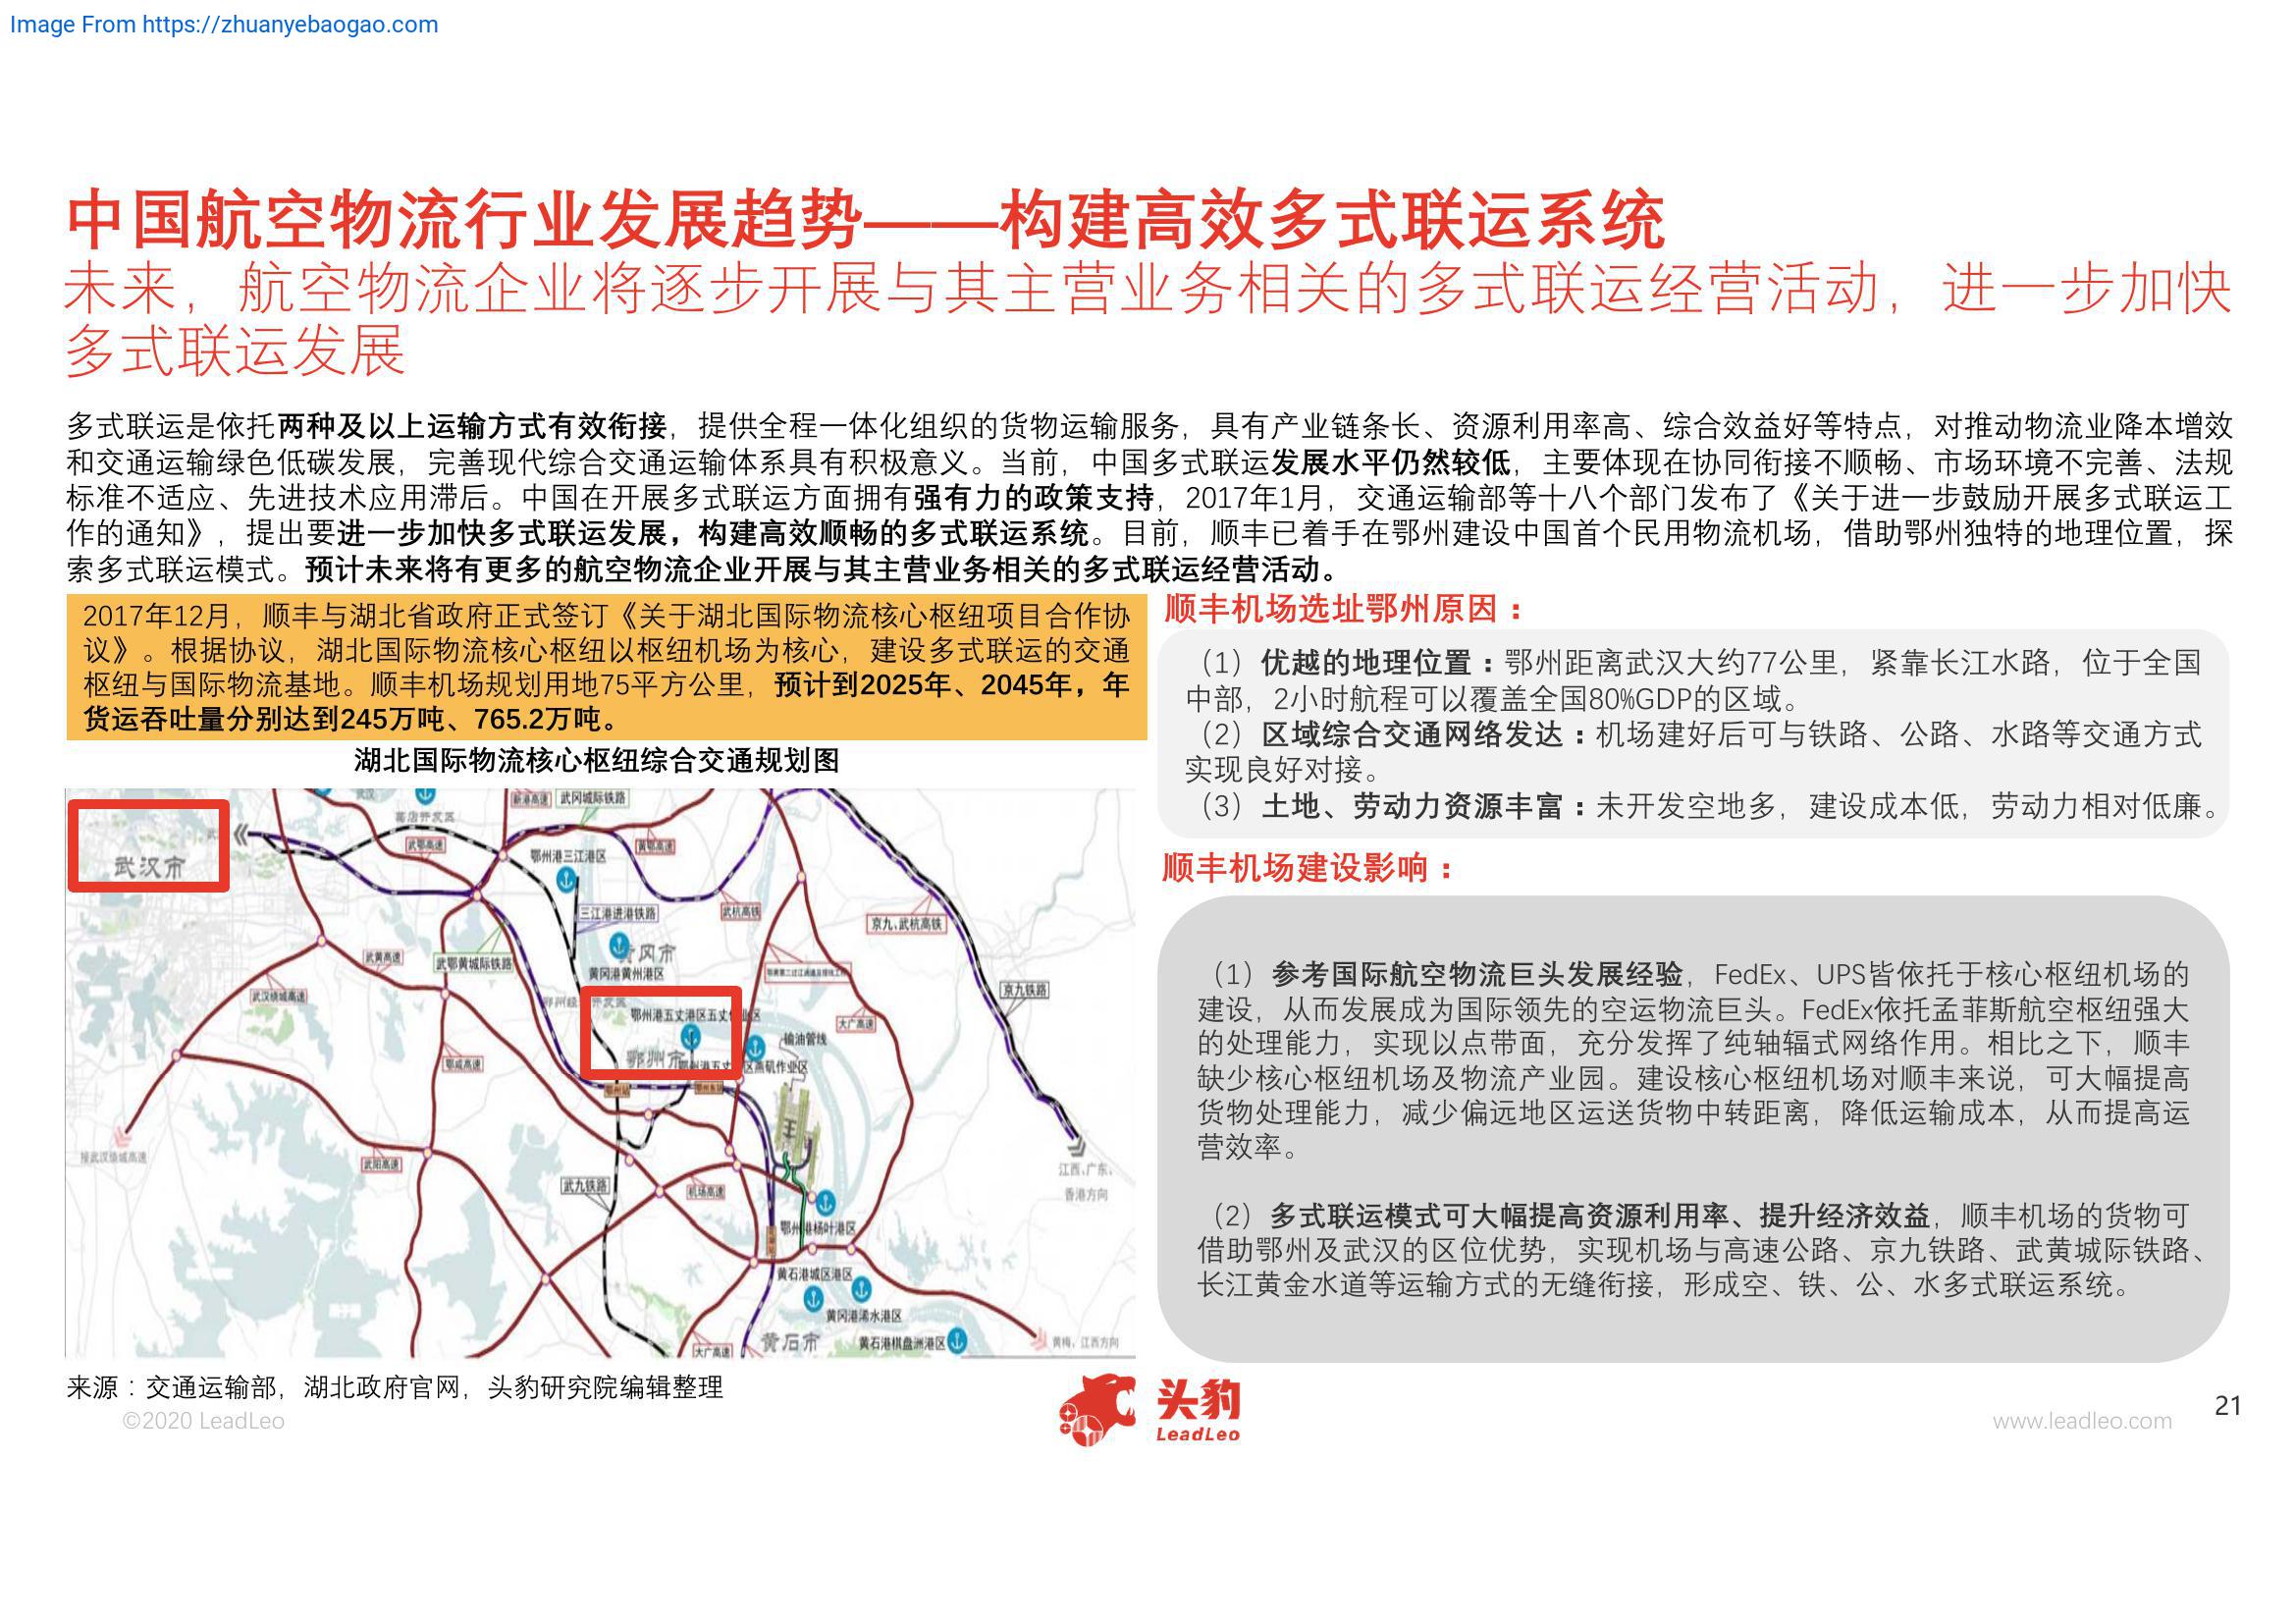 Image From https://zhuanyebaogao.com
中国航空物流行业发展趋势——构建高效多式联运系统
未来，航空物流企业将逐步开展与其主营业务相关的多式联运经营活动，进一步加快
多式联运发展
多式联运是依托两种及以上运输方式有效衔接，提供全程一体化组织的货物运输服务，具有产业链条长、资源利用率高、综合效益好等特点，对推动物流业降本增效
和交通运输绿色低碳发展，完善现代综合交通运输体系具有积极意义。当前，中国多式联运发展水平仍然较低，主要体现在协同衔接不顺畅、市场环境不完善、法规
标准不适应、先进技术应用滞后。中国在开展多式联运方面拥有强有力的政策支持，2017年1月，交通运输部等十八个部门发布了《关于进一步鼓励开展多式联运工
作的通知》，提出要进一步加快多式联运发展，构建高效顺畅的多式联运系统。目前，顺丰已着手在鄂州建设中国首个民用物流机场，借助鄂州独特的地理位置，探
索多式联运模式。预计未来将有更多的航空物流企业开展与其主营业务相关的多式联运经营活动。
2017年12月，顺丰与湖北省政府正式签订《关于湖北国际物流核心枢纽项目合作协
议》。根据协议，湖北国际物流核心枢纽以枢纽机场为核心，建设多式联运的交通
枢纽与国际物流基地。顺丰机场规划用地75平方公里，预计到2025年、2045年，年
货运吞吐量分别达到245万吨、765.2万吨。
湖北国际物流核心枢纽综合交通规划图
武汉市
葛店开发区
武鄂高速
新港高速
武冈城际铁路
黄鄂高速
鄂州港三江港区
三江港进港铁路
武杭高铁
京九、武杭高铁
武黄高速
武鄂黄城际铁路
黄冈市
黄冈港黄州港区
武汉绕城高速
京九铁路
鄂州港五丈港区五丈作业区
大广高速
输油管线
鄂州市
燕矶作业区
鄂咸高速
鄂州站
鄂州东站
接武汉绕城高速
武阳高速
武九铁路
机场高速
江西、广东、
香港方向
鄂州港杨叶港区
黄石港城区港区
黄冈港浠水港区
黄石市
黄石港棋盘洲港区
大广高速
黄梅，江西方向
顺丰机场选址鄂州原因：
（1）优越的地理位置：鄂州距离武汉大约77公里，紧靠长江水路，位于全国
中部，2小时航程可以覆盖全国80%GDP的区域。
（2）区域综合交通网络发达：机场建好后可与铁路、公路、水路等交通方式
实现良好对接。
（3）土地、劳动力资源丰富：未开发空地多，建设成本低，劳动力相对低廉。
顺丰机场建设影响：
（1）参考国际航空物流巨头发展经验，FedEx、UPS皆依托于核心枢纽机场的
建设，从而发展成为国际领先的空运物流巨头。FedEx依托孟菲斯航空枢纽强大
的处理能力，实现以点带面，充分发挥了纯轴辐式网络作用。相比之下，顺丰
缺少核心枢纽机场及物流产业园。建设核心枢纽机场对顺丰来说，可大幅提高
货物处理能力，减少偏远地区运送货物中转距离，降低运输成本，从而提高运
营效率。
（2）多式联运模式可大幅提高资源利用率、提升经济效益，顺丰机场的货物可
借助鄂州及武汉的区位优势，实现机场与高速公路、京九铁路、武黄城际铁路、
长江黄金水道等运输方式的无缝衔接，形成空、铁、公、水多式联运系统。
来源：交通运输部，湖北政府官网，头豹研究院编辑整理
©2020 LeadLeo
头豹
LeadLeo
www.leadleo.com
21